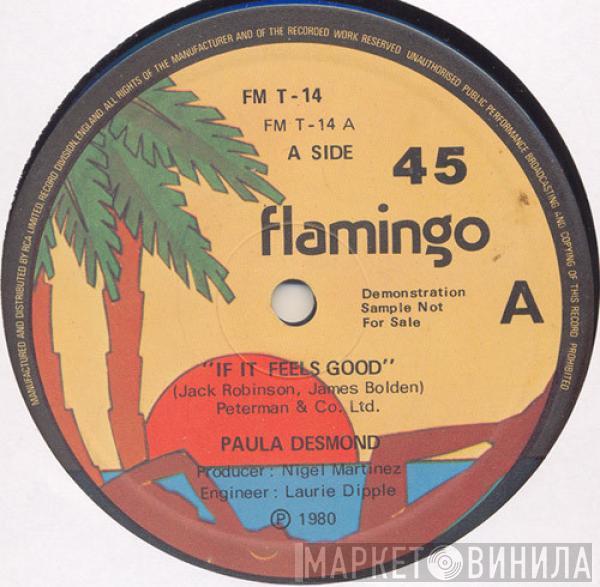 MANUFACTURED AND DISTRIBUTED BY RCA LIMITED, RECORD DIVISION, ENGLAND. ALL RIGHTS OF THE MANUFACTURER AND OF THE OWNER OF THE RECORDED WORK RESERVED UNAUTHORISED PUBLIC PERFORMANCE BROADCASTING AND COPYING OF THIS RECORD PROHIBITED
FM T-14
FM T-14 A
A SIDE
45
flamingo
Demonstration
Sample Not
For Sale
A
"IF IT FEELS GOOD"
(Jack Robinson, James Bolden)
Peterman & Co. Ltd.
PAULA DESMOND
Producer: Nigel Martinez
Engineer: Laurie Dipple
℗ 1980
МАРКЕТ ВИНИЛА